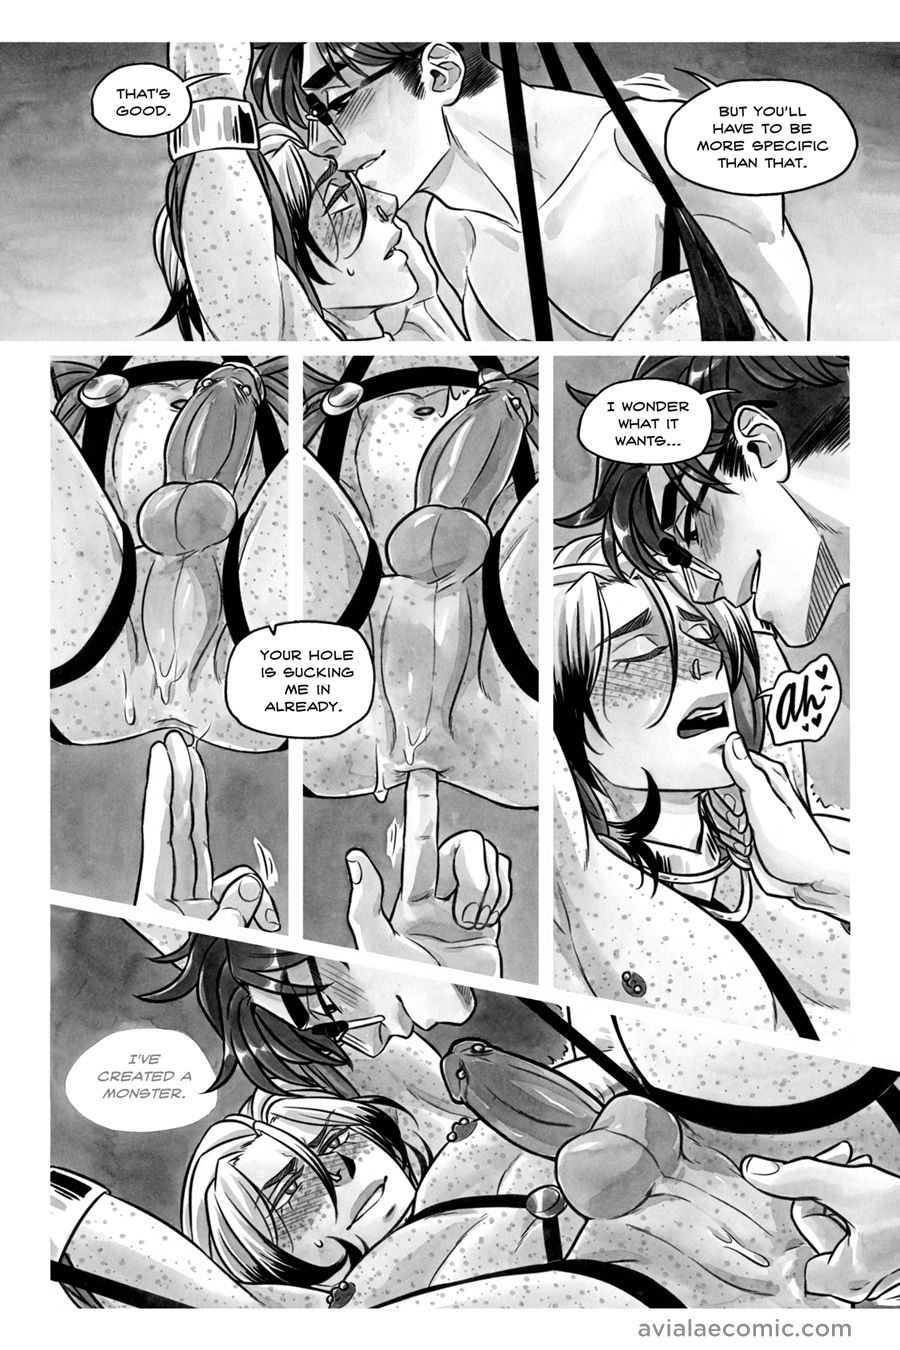 THAT'S
GOOD.
BUT YOU'LL
HAVE TO BE
MORE SPECIFIC
THAN THAT.
YOUR HOLE
IS SUCKING
ME IN
ALREADY.
I WONDER
WHAT IT
WANTS...
Ah
I'VE
CREATED A
MONSTER.
avialaecomic.com